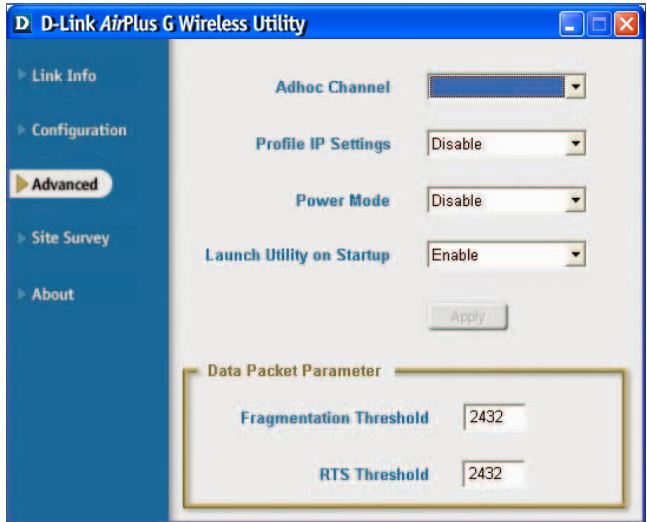 D D-Link AirPlus G Wireless Utility
Link Info
Configuration
Advanced
Site Survey
About
Adhoc Channel
Profile IP Settings Disable
Power Mode Disable
Launch Utility on Startup Enable
Apply
Data Packet Parameter
Fragmentation Threshold 2432
RTS Threshold 2432